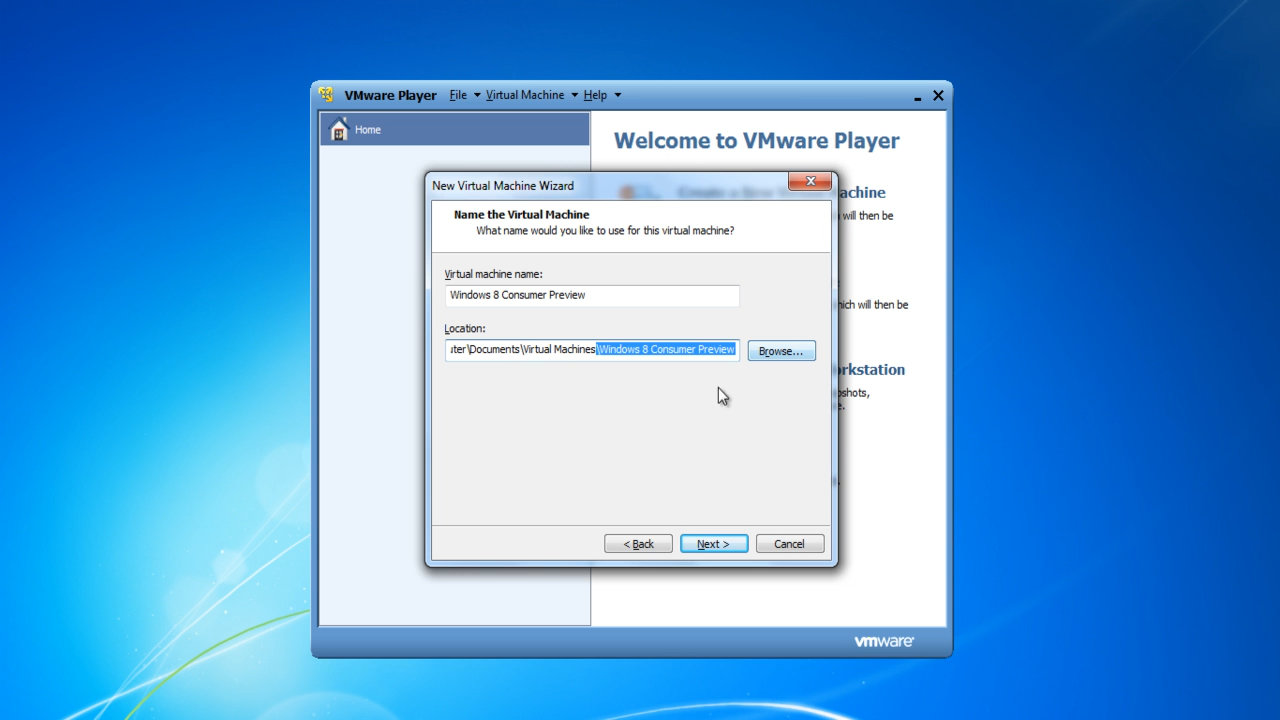 VMware Player File Virtual Machine Help
Home
Welcome to VMware Player
achine
will then be
hich will then be
rkstation
pshots,
e.
New Virtual Machine Wizard
Name the Virtual Machine
What name would you like to use for this virtual machine?
Virtual machine name:
Windows 8 Consumer Preview
Location:
ter\Documents\Virtual Machines\Windows 8 Consumer Preview
Browse...
< Back Next > Cancel
vmware